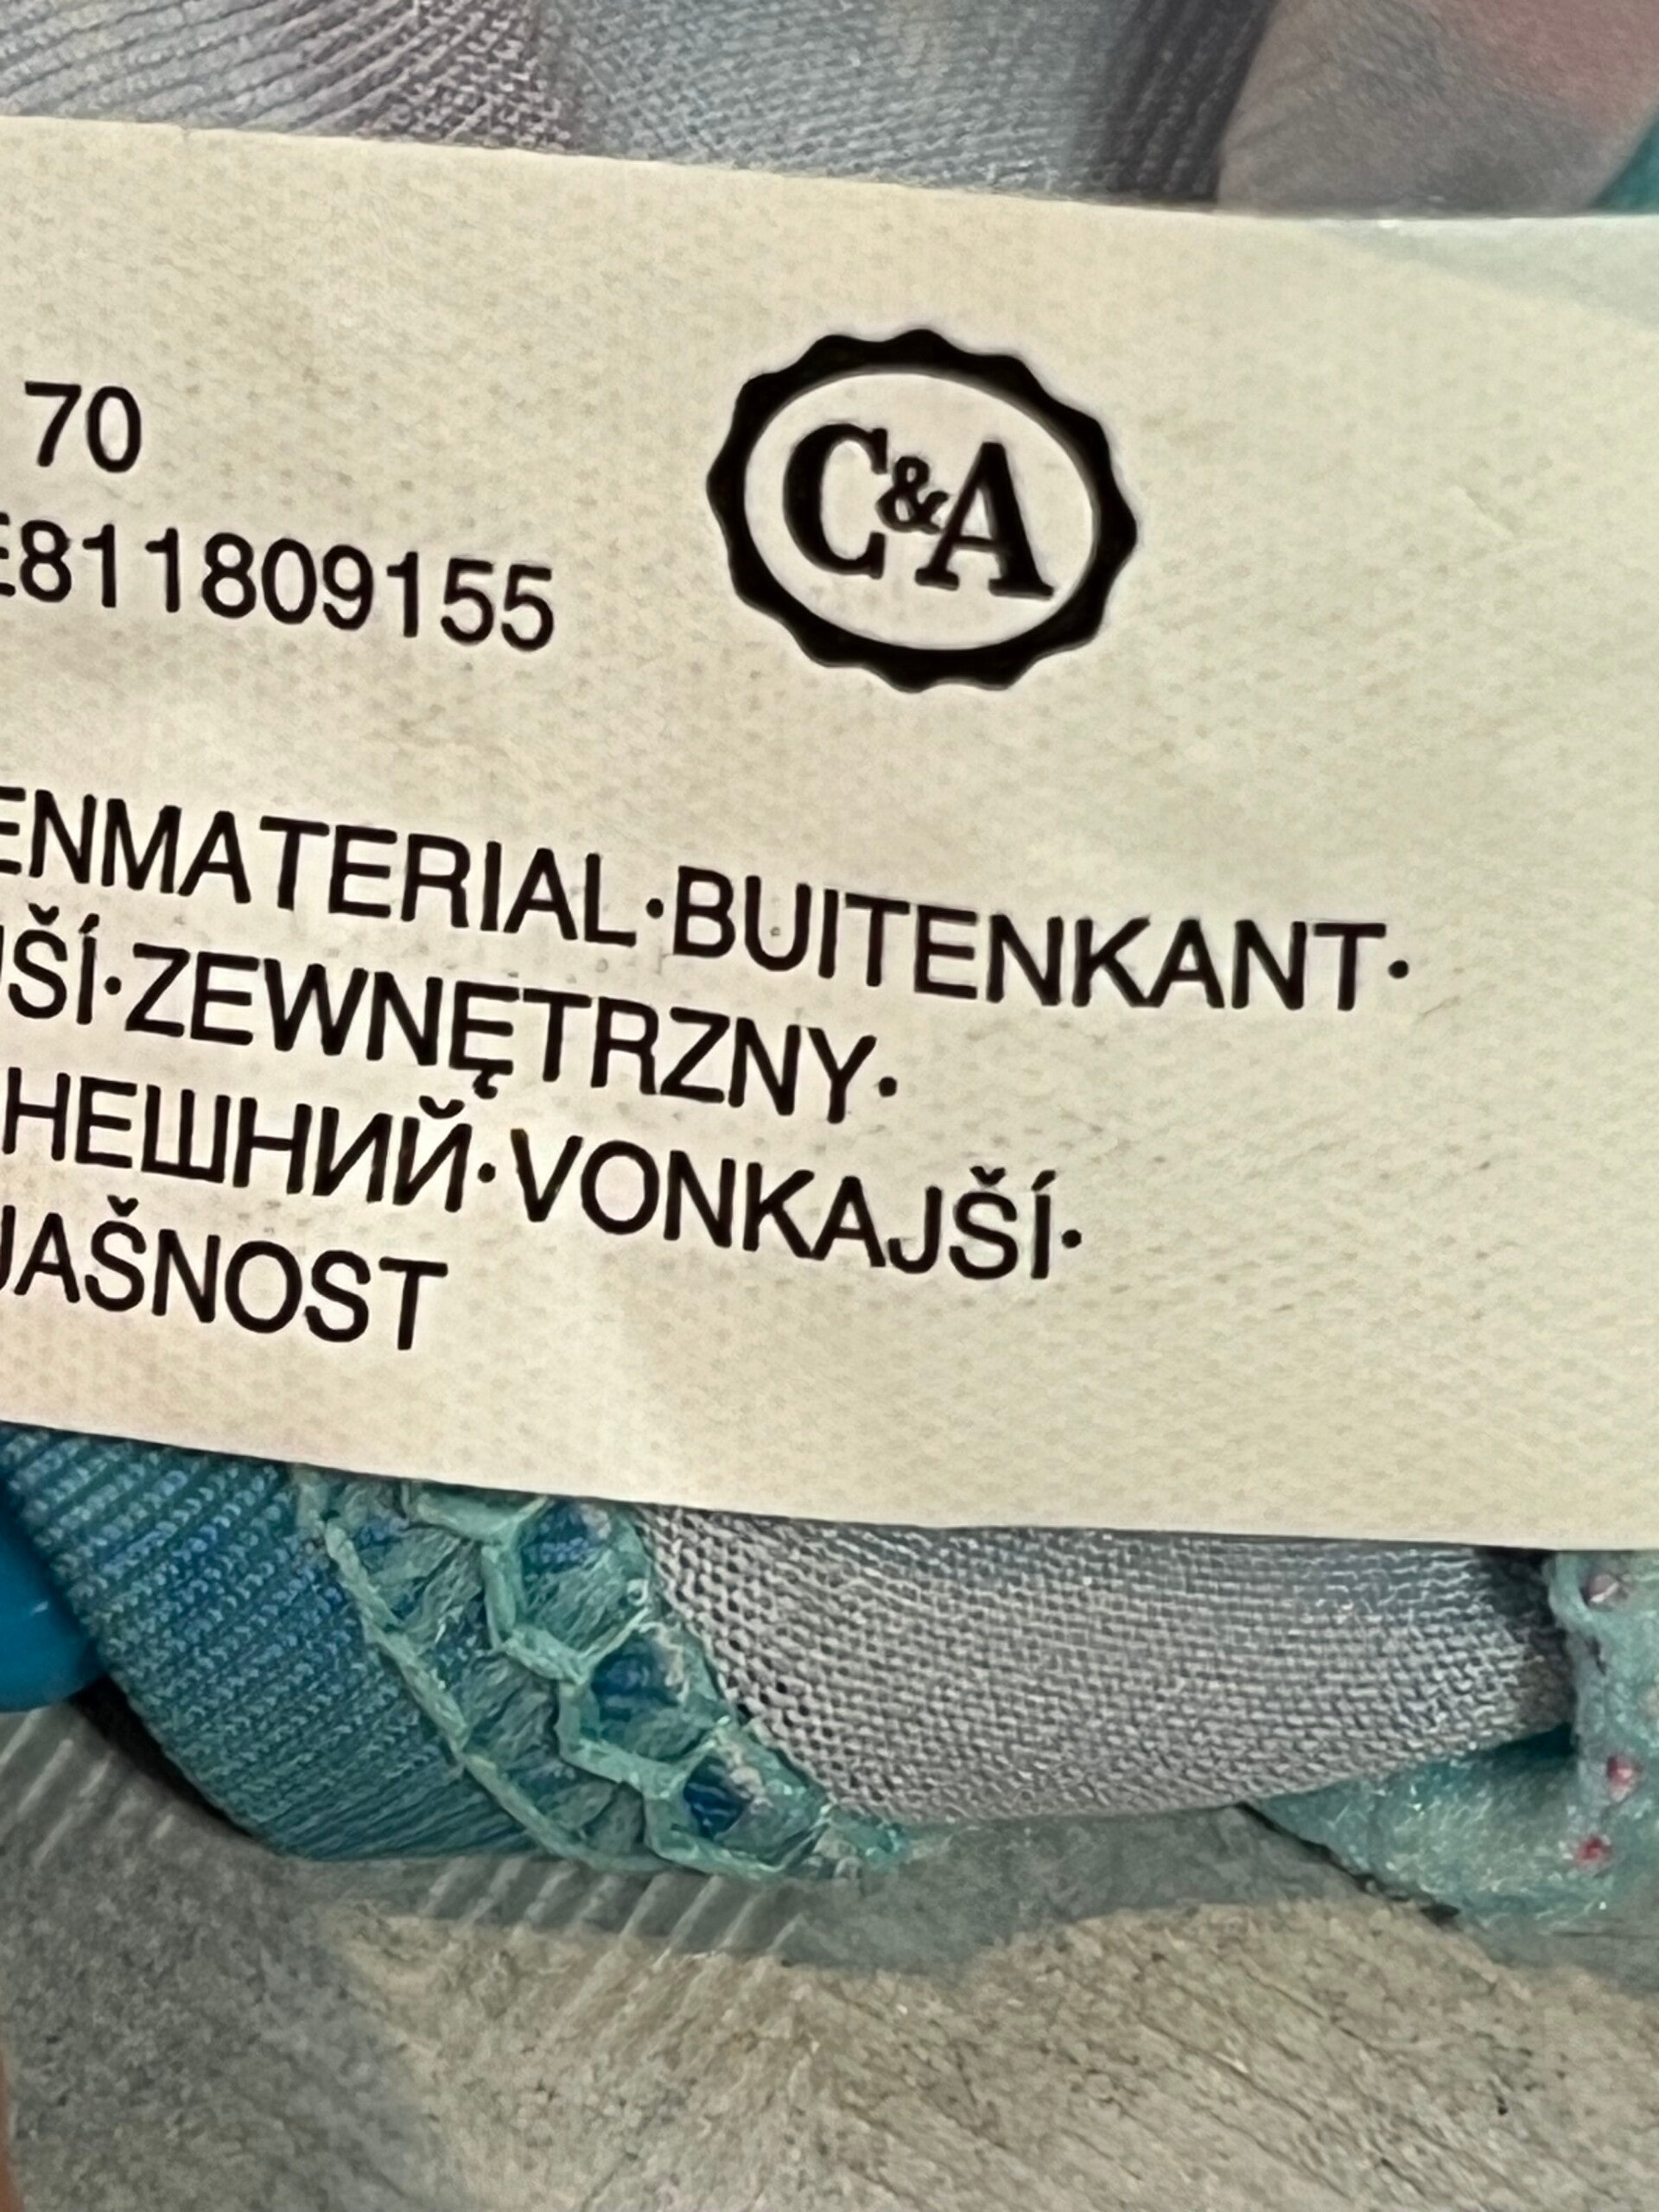 70
C&A
E811809155
ENMATERIAL·BUITENKANT·
JŠÍ·ZEWNĘTRZNY·
НЕШНИЙ·VONKAJŠÍ·
JAŠNOST